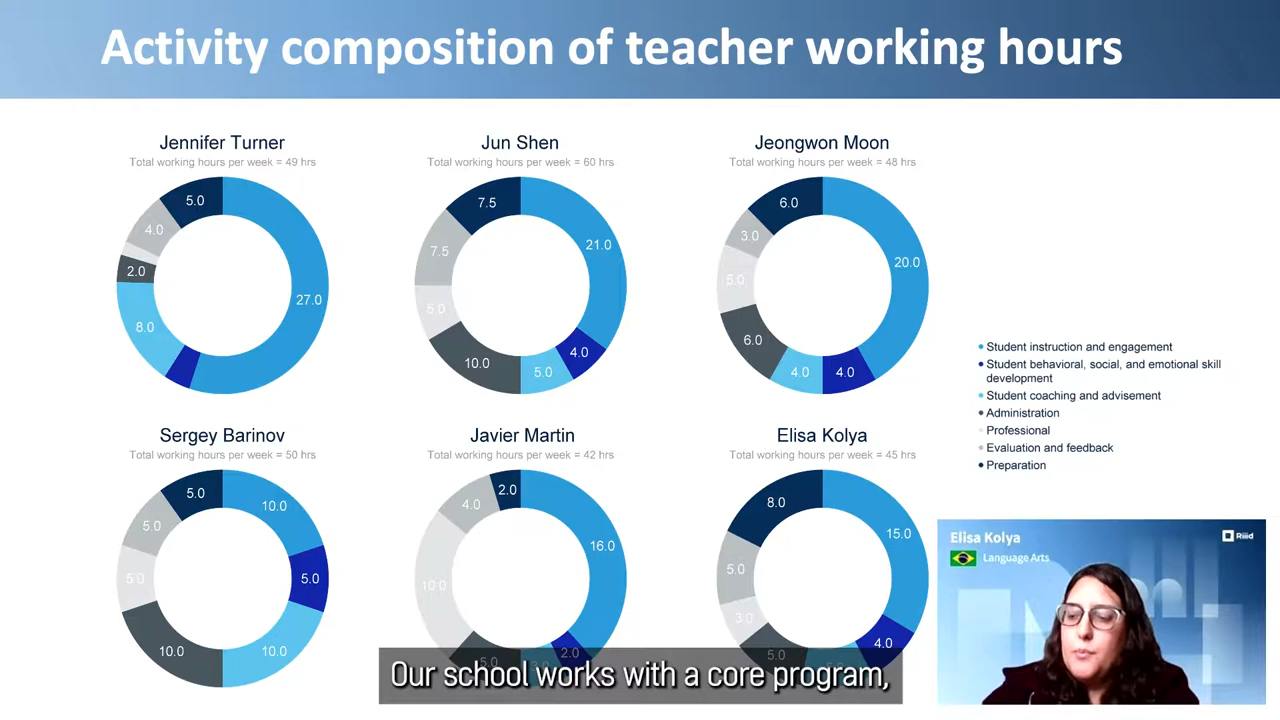 Activity composition of teacher working hours
Jennifer Turner
Total working hours per week = 49 hrs
5.0
4.0
2.0
8.0
27.0
Jun Shen
Total working hours per week = 60 hrs
7.5
7.5
5.0
10.0
5.0
4.0
21.0
Jeongwon Moon
Total working hours per week = 48 hrs
6.0
3.0
5.0
6.0
4.0
4.0
20.0
Student instruction and engagement
Student behavioral, social, and emotional skill
development
Student coaching and advisement
Administration
Professional
Evaluation and feedback
Preparation
Sergey Barinov
Total working hours per week = 50 hrs
5.0
10.0
5.0
5.0
5.0
10.0
10.0
Javier Martin
Total working hours per week = 42 hrs
2.0
4.0
16.0
10.0
5.0
2.0
Elisa Kolya
Total working hours per week = 45 hrs
8.0
15.0
5.0
3.0
5.0
4.0
Our school works with a core program,
Elisa Kolya
Language Arts
Riiid